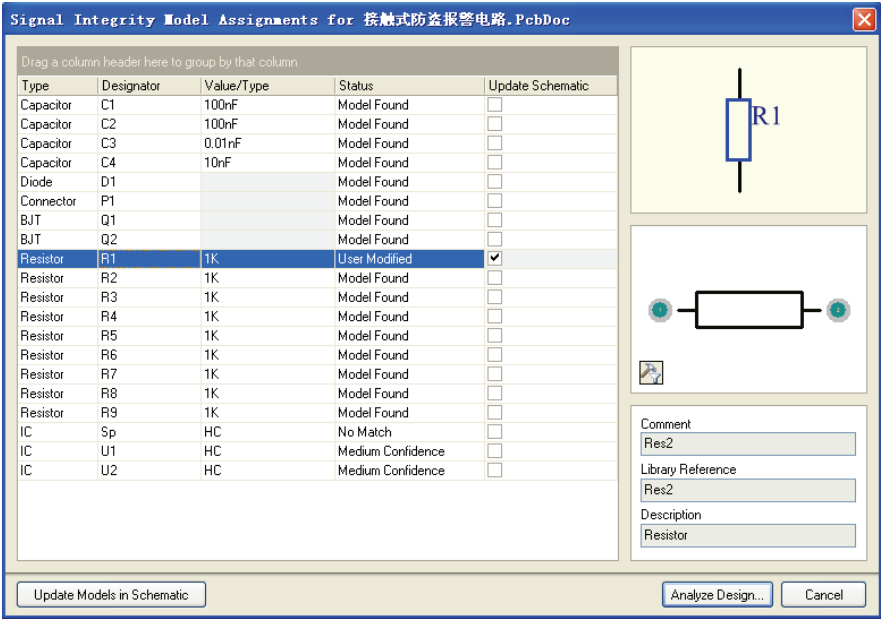 Signal Integrity Model Assignments for 接触式防盗报警电路.PcbDoc
Drag a column header here to group by that column
Type Designator Value/Type Status Update Schematic
Capacitor C1 100nF Model Found
Capacitor C2 100nF Model Found
Capacitor C3 0.01nF Model Found
Capacitor C4 10nF Model Found
Diode D1 Model Found
Connector P1 Model Found
BJT Q1 Model Found
BJT Q2 Model Found
Resistor R1 1K User Modified
Resistor R2 1K Model Found
Resistor R3 1K Model Found
Resistor R4 1K Model Found
Resistor R5 1K Model Found
Resistor R6 1K Model Found
Resistor R7 1K Model Found
Resistor R8 1K Model Found
Resistor R9 1K Model Found
IC Sp HC No Match
IC U1 HC Medium Confidence
IC U2 HC Medium Confidence
R1
Comment
Res2
Library Reference
Res2
Description
Resistor
Update Models in Schematic
Analyze Design...
Cancel